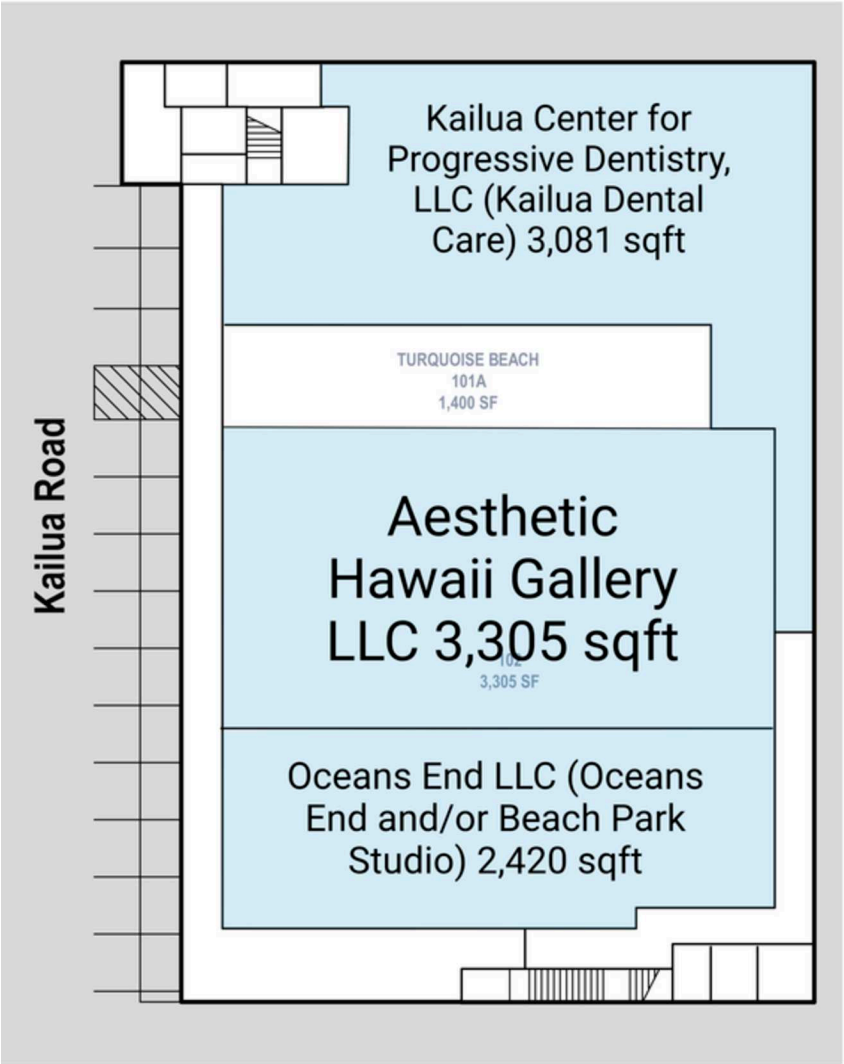 Kailua Center for
Progressive Dentistry,
LLC (Kailua Dental
Care) 3,081 sqft
TURQUOISE BEACH
101A
1,400 SF
Kailua Road
Aesthetic
Hawaii Gallery
LLC 3,305 sqft
102
3,305 SF
Oceans End LLC (Oceans
End and/or Beach Park
Studio) 2,420 sqft